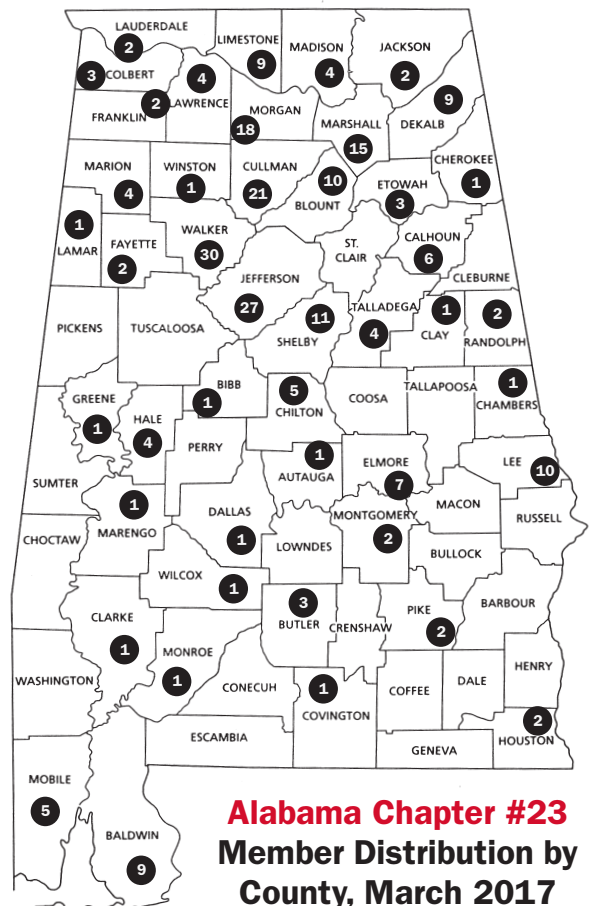 LAUDERDALE
2
LIMESTONE
9
MADISON
4
JACKSON
2
3 COLBERT
4
LAWRENCE
2
FRANKLIN
MORGAN
18
MARSHALL
15
9
DEKALB
CHEROKEE
1
MARION
4
WINSTON
1
CULLMAN
21
10
BLOUNT
ETOWAH
3
1
LAMAR
FAYETTE
2
WALKER
30
JEFFERSON
27
ST.
CLAIR
CALHOUN
6
CLEBURNE
PICKENS
TUSCALOOSA
11
SHELBY
TALLADEGA
4
1
CLAY
2
RANDOLPH
GREENE
1
HALE
4
BIBB
1
5
CHILTON
COOSA
TALLAPOOSA
1
CHAMBERS
PERRY
1
AUTAUGA
ELMORE
7
LEE
10
SUMTER
1
MARENGO
DALLAS
1
MONTGOMERY
2
MACON
RUSSELL
CHOCTAW
LOWNDES
BULLOCK
WILCOX
1
3
BUTLER
CRENSHAW
PIKE
2
BARBOUR
CLARKE
1
MONROE
1
WASHINGTON
CONECUH
1
COVINGTON
COFFEE
DALE
HENRY
ESCAMBIA
GENEVA
2
HOUSTON
MOBILE
5
BALDWIN
9
Alabama Chapter #23
Member Distribution by
County, March 2017